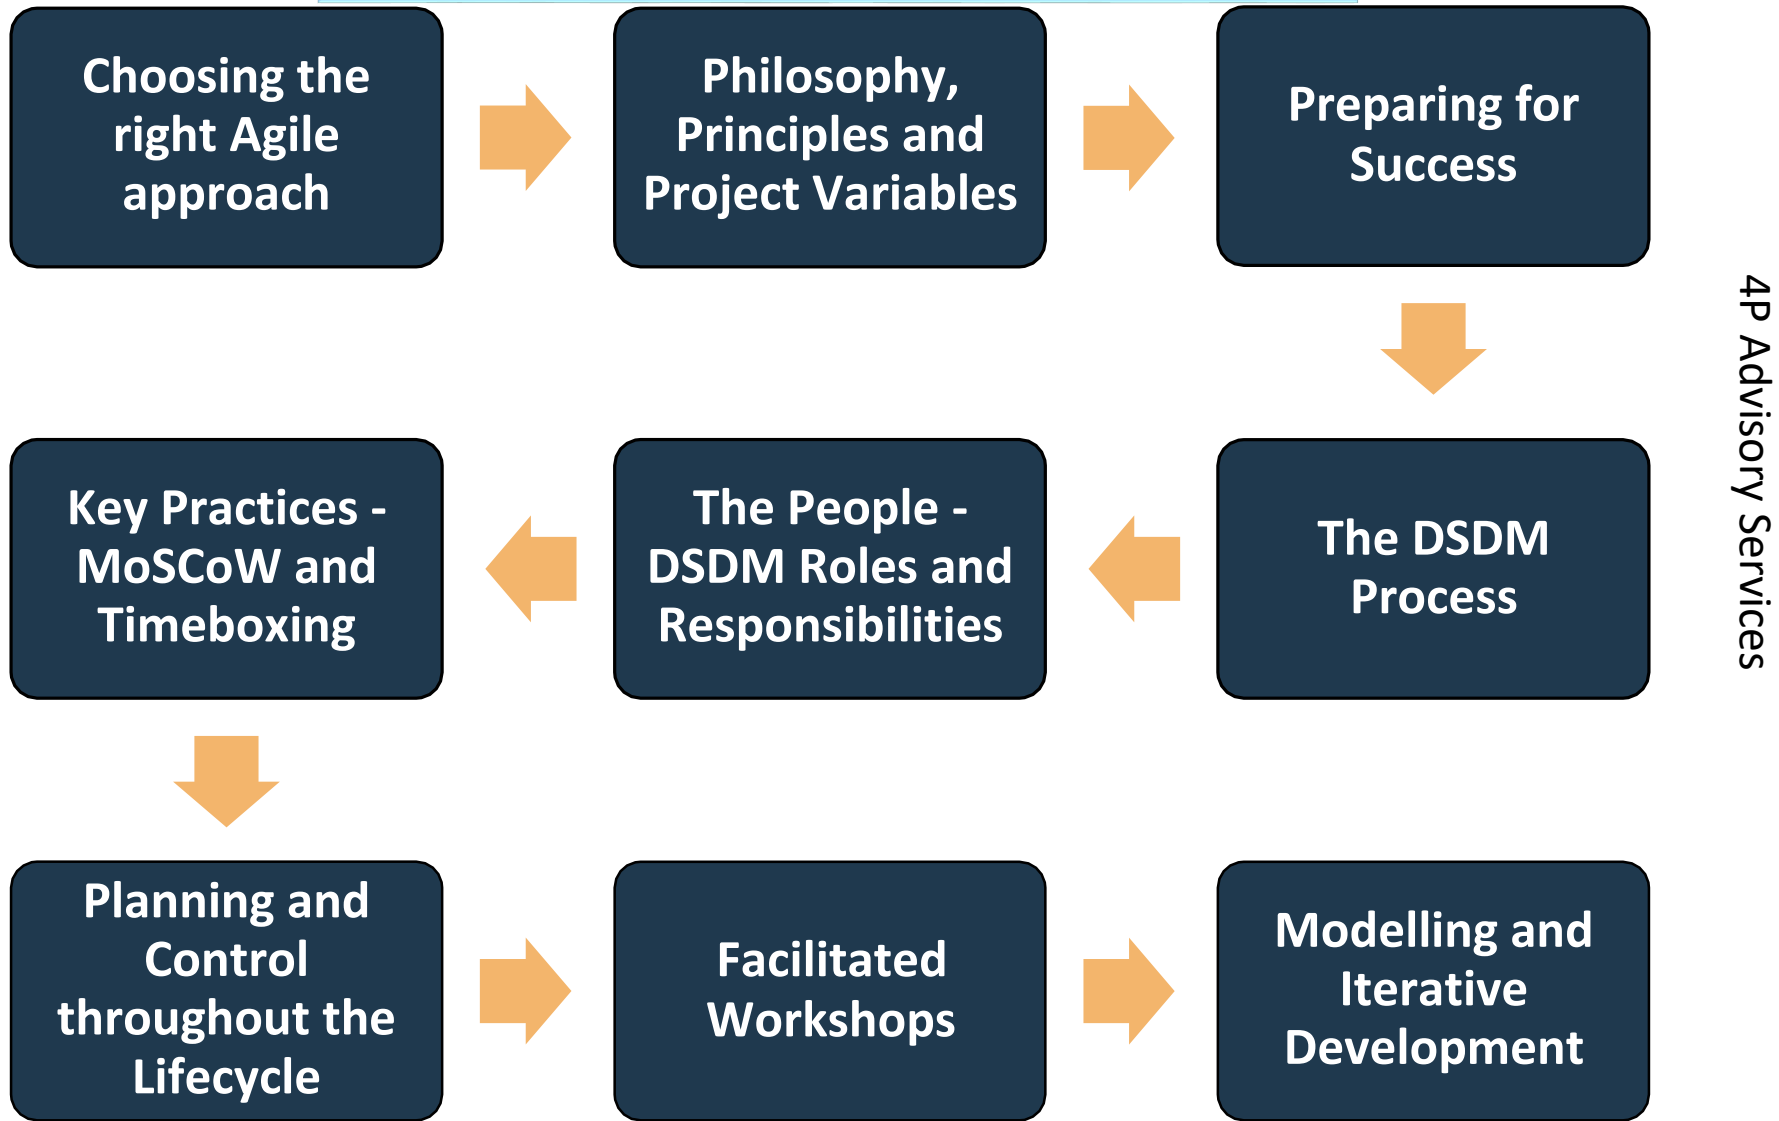 Choosing the
right Agile
approach
Philosophy,
Principles and
Project Variables
Preparing for
Success
The DSDM
Process
The People -
DSDM Roles and
Responsibilities
Key Practices -
MoSCoW and
Timeboxing
Planning and
Control
throughout the
Lifecycle
Facilitated
Workshops
Modelling and
Iterative
Development
4P Advisory Services